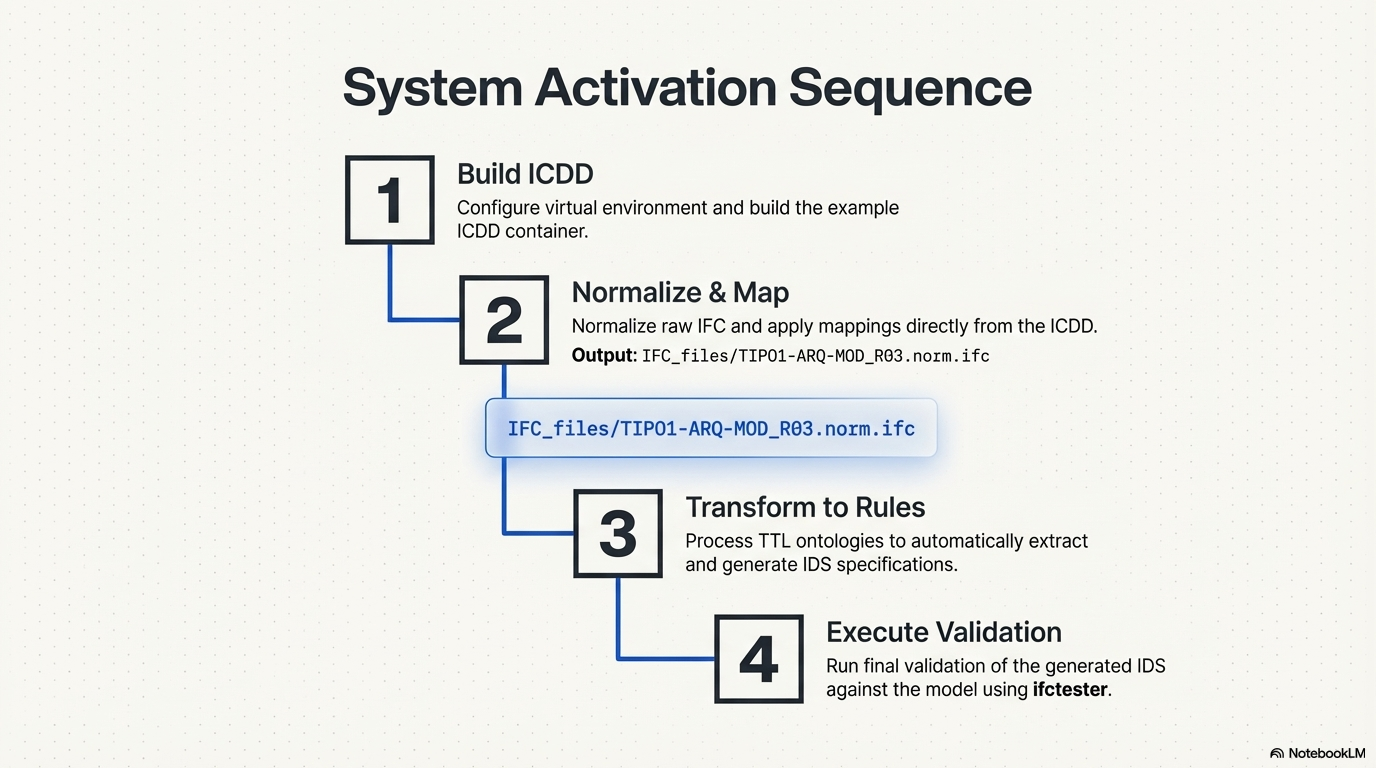 System Activation Sequence
1
Build ICDD
Configure virtual environment and build the example
ICDD container.
2
Normalize & Map
Normalize raw IFC and apply mappings directly from the ICDD.
Output: IFC_files/TIPO1-ARQ-MOD_R03.norm.ifc
IFC_files/TIPO1-ARQ-MOD_R03.norm.ifc
3
Transform to Rules
Process TTL ontologies to automatically extract
and generate IDS specifications.
4
Execute Validation
Run final validation of the generated IDS
against the model using ifctester.
NotebookLM